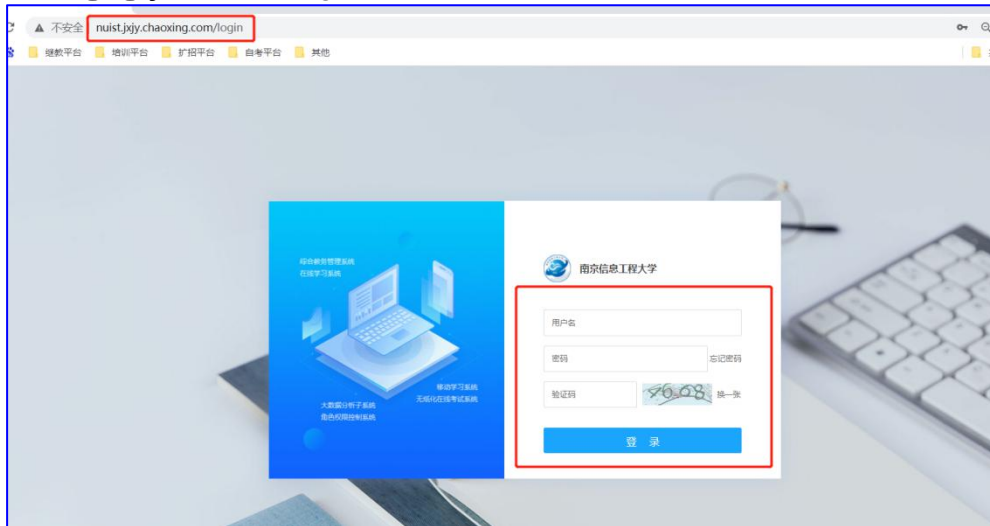 不安全 nuist.jxjy.chaoxing.com/login
继教平台 培训平台 扩招平台 自考平台 其他
综合教务管理系统
在线学习系统
移动学习系统
无纸化在线考试系统
大数据分析子系统
角色权限控制系统
南京信息工程大学
用户名
密码 忘记密码
验证码 46.08 换一张
登 录